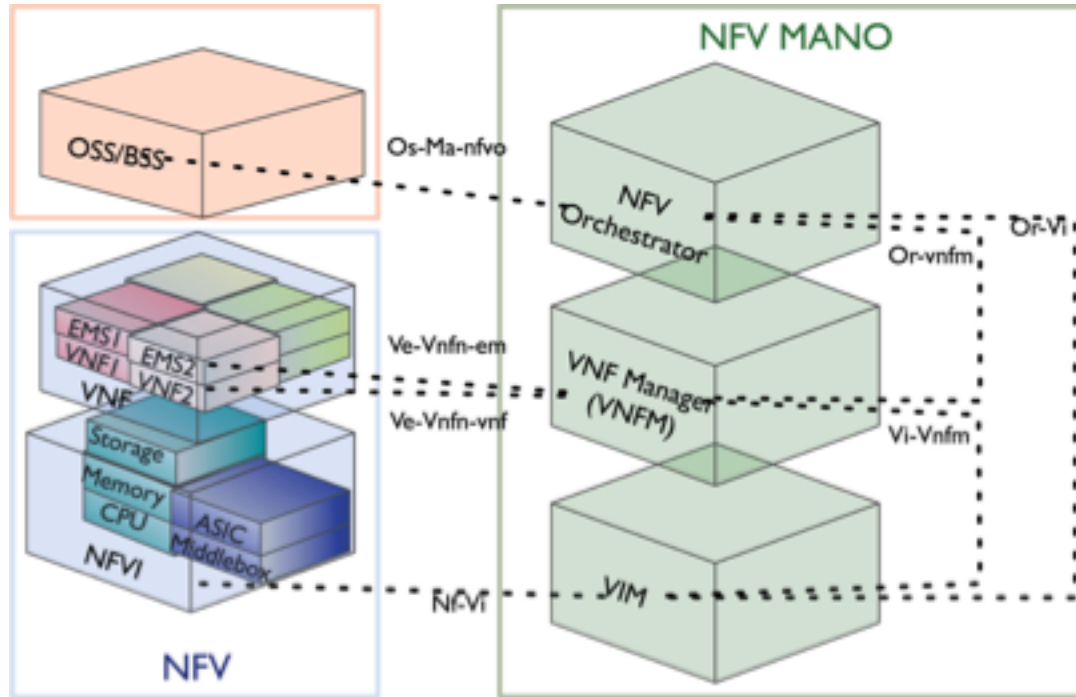 NFV MANO
OSS/BSS
Os-Ma-nfvo
NFV
Orchestrator
Or-Vi
Or-vnfm
EMS1
VNF1
EMS2
VNF2
VNF
Ve-Vnfn-em
Ve-Vnfn-vnf
VNF Manager
(VNFM)
Vi-Vnfm
Storage
Memory
CPU
ASIC
Middlebox
NFVI
Nf-Vi
VIM
NFV